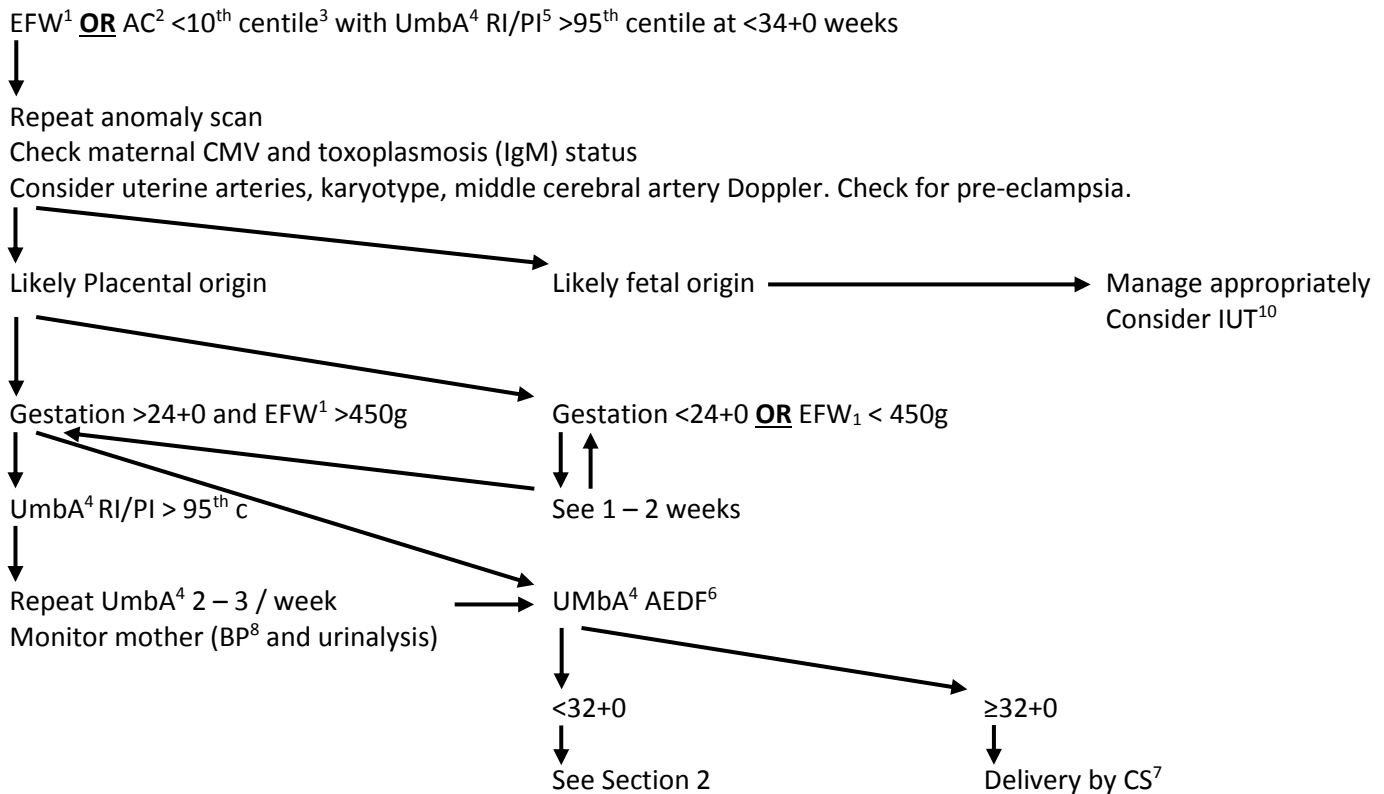 EFW¹ OR AC² <10ᵗʰ centile³ with UmbA⁴ RI/PI⁵ >95ᵗʰ centile at <34+0 weeks
Repeat anomaly scan
Check maternal CMV and toxoplasmosis (IgM) status
Consider uterine arteries, karyotype, middle cerebral artery Doppler. Check for pre-eclampsia.
Likely Placental origin
Likely fetal origin
Manage appropriately
Consider IUT¹⁰
Gestation >24+0 and EFW¹ >450g
Gestation <24+0 OR EFW₁ < 450g
UmbA⁴ RI/PI > 95ᵗʰ c
See 1 – 2 weeks
Repeat UmbA⁴ 2 – 3 / week
Monitor mother (BP⁸ and urinalysis)
UMbA⁴ AEDF⁶
<32+0
≥32+0
See Section 2
Delivery by CS⁷